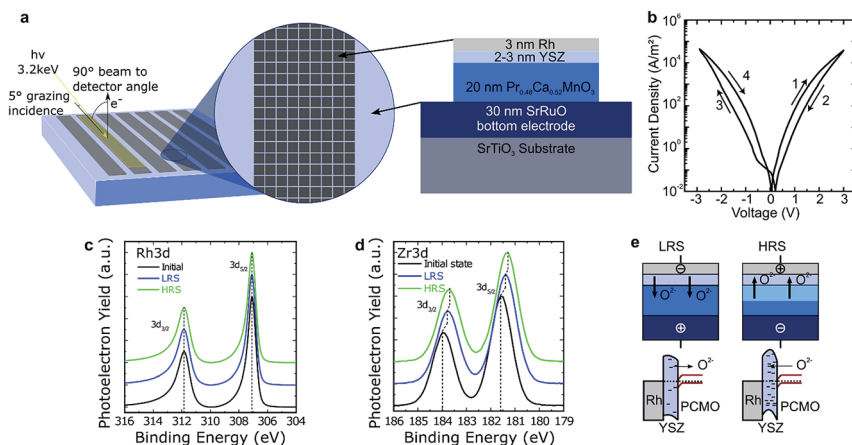 a
hν
3.2keV
90° beam to
detector angle
5° grazing
incidence
e⁻
3 nm Rh
2-3 nm YSZ
20 nm Pr₀.₄₈Ca₀.₅₂MnO₃
30 nm SrRuO
bottom electrode
SrTiO₃ Substrate
b
Current Density (A/m²)
10⁶
10⁴
10²
10⁰
10⁻²
1
2
3
4
-3 -2 -1 0 1 2 3
Voltage (V)
c
Photoelectron Yield (a.u.)
Rh3d
Initial
LRS
HRS
3d₃/₂
3d₅/₂
316 314 312 310 308 306 304
Binding Energy (eV)
d
Photoelectron Yield (a.u.)
Zr3d
Initial state
LRS
HRS
3d₃/₂
3d₅/₂
186 185 184 183 182 181 180 179
Binding Energy (eV)
e
LRS
HRS
O²⁻ O²⁻
O²⁻ O²⁻
O²⁻
Rh
PCMO
YSZ
O²⁻
Rh
PCMO
YSZ